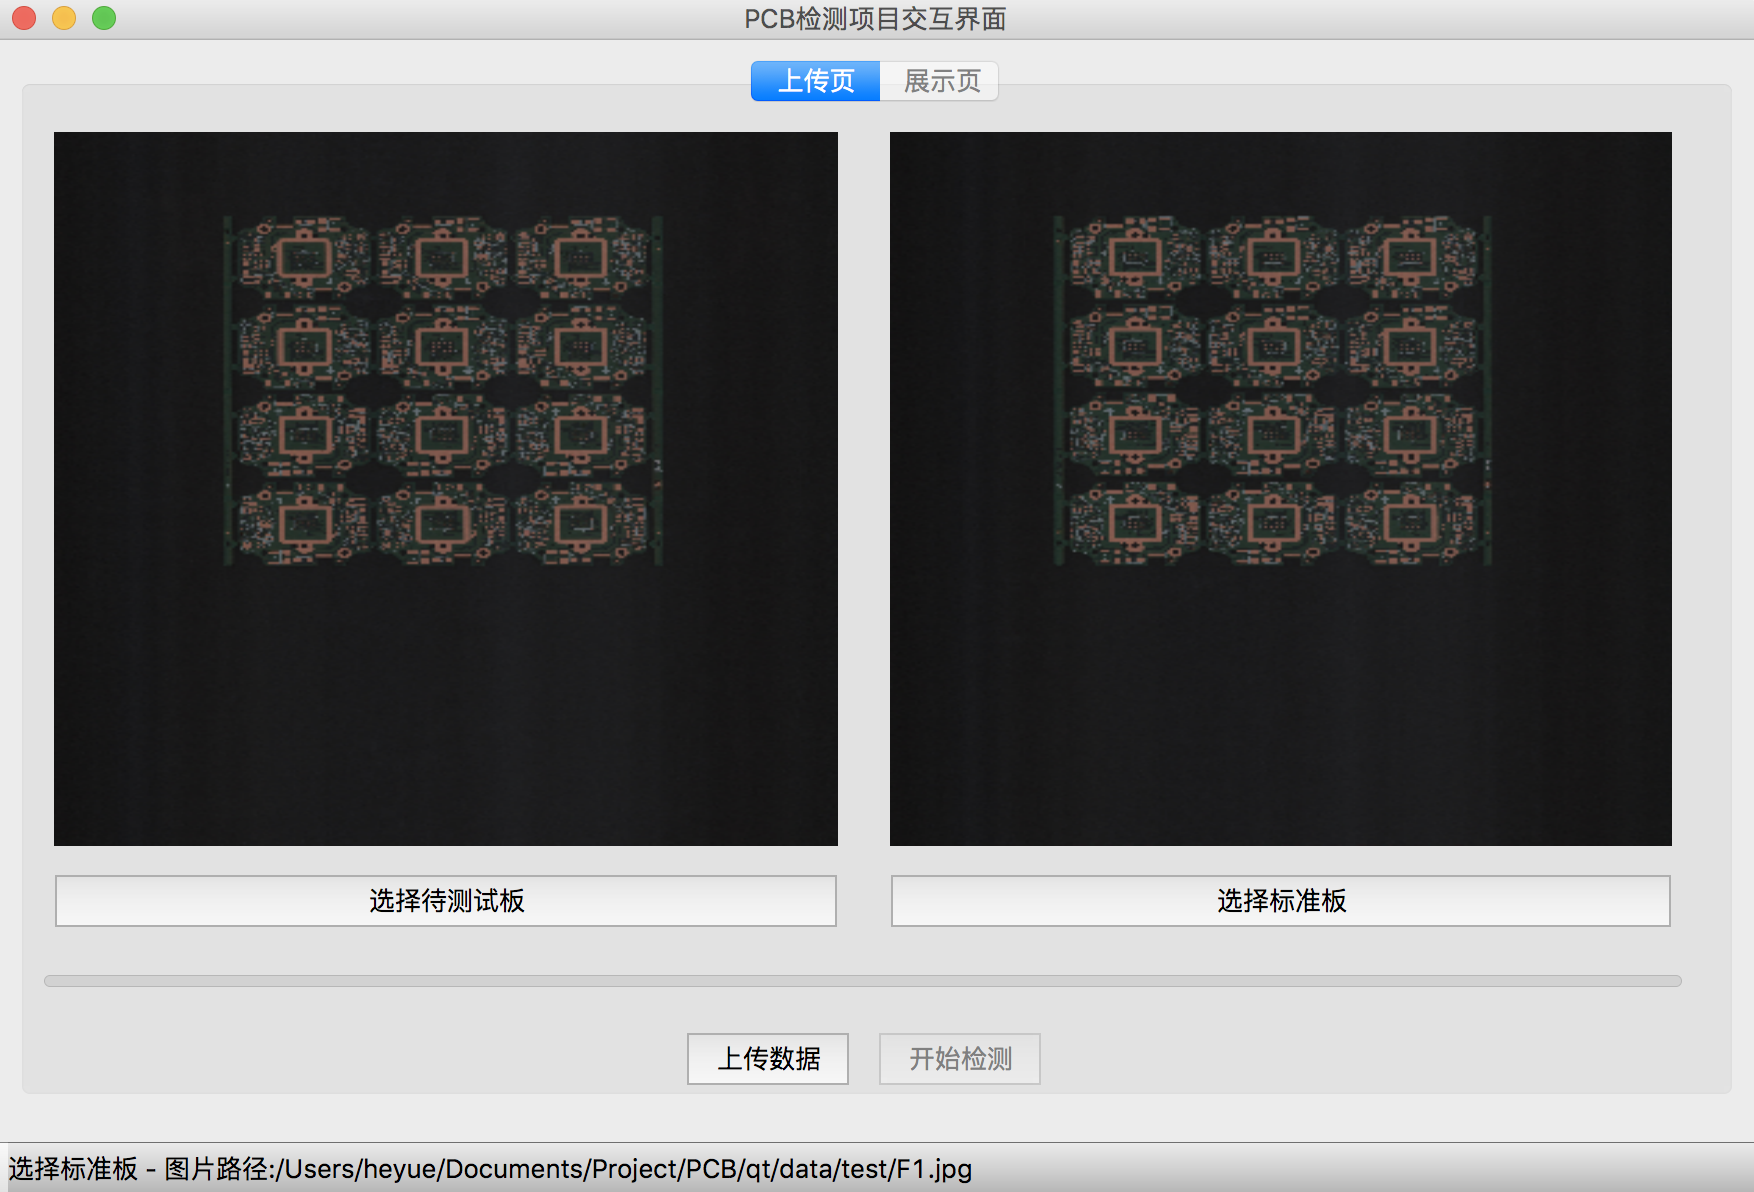 PCB检测项目交互界面
上传页 展示页
选择待测试板 选择标准板
上传数据 开始检测
选择标准板 - 图片路径:/Users/heyue/Documents/Project/PCB/qt/data/test/F1.jpg